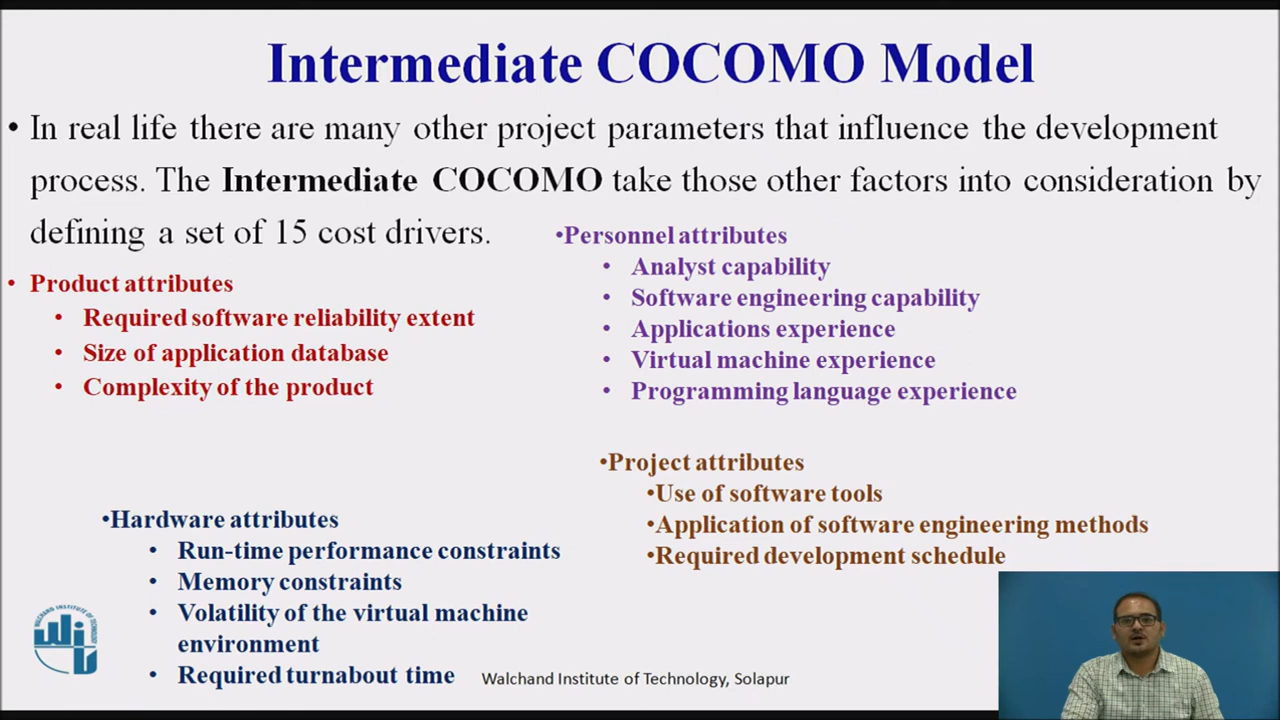 Intermediate COCOMO Model
• In real life there are many other project parameters that influence the development
process. The Intermediate COCOMO take those other factors into consideration by
defining a set of 15 cost drivers.
• Product attributes
• Required software reliability extent
• Size of application database
• Complexity of the product
•Personnel attributes
• Analyst capability
• Software engineering capability
• Applications experience
• Virtual machine experience
• Programming language experience
•Hardware attributes
• Run-time performance constraints
• Memory constraints
• Volatility of the virtual machine
environment
• Required turnabout time
•Project attributes
•Use of software tools
•Application of software engineering methods
•Required development schedule
WALCHAND INSTITUTE OF TECHNOLOGY
Walchand Institute of Technology, Solapur